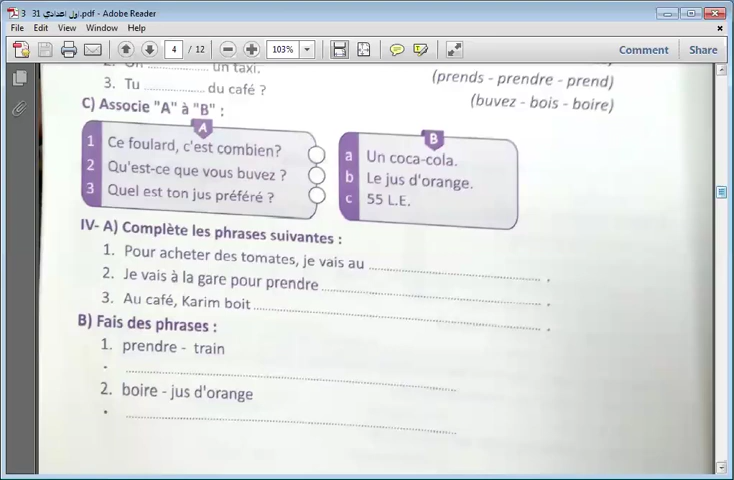 3 اول اعدادي 31.pdf - Adobe Reader
File Edit View Window Help
4 / 12 103% Comment Share
un taxi.
(prends - prendre - prend)
3. Tu .................. du café ?
(buvez - bois - boire)
C) Associe "A" à "B" :
A
1 Ce foulard, c'est combien?
2 Qu'est-ce que vous buvez ?
3 Quel est ton jus préféré ?
B
a Un coca-cola.
b Le jus d'orange.
c 55 L.E.
IV- A) Complète les phrases suivantes :
1. Pour acheter des tomates, je vais au .................. .
2. Je vais à la gare pour prendre .................. .
3. Au café, Karim boit .................. .
B) Fais des phrases :
1. prendre - train
• ..................
2. boire - jus d'orange
• ..................